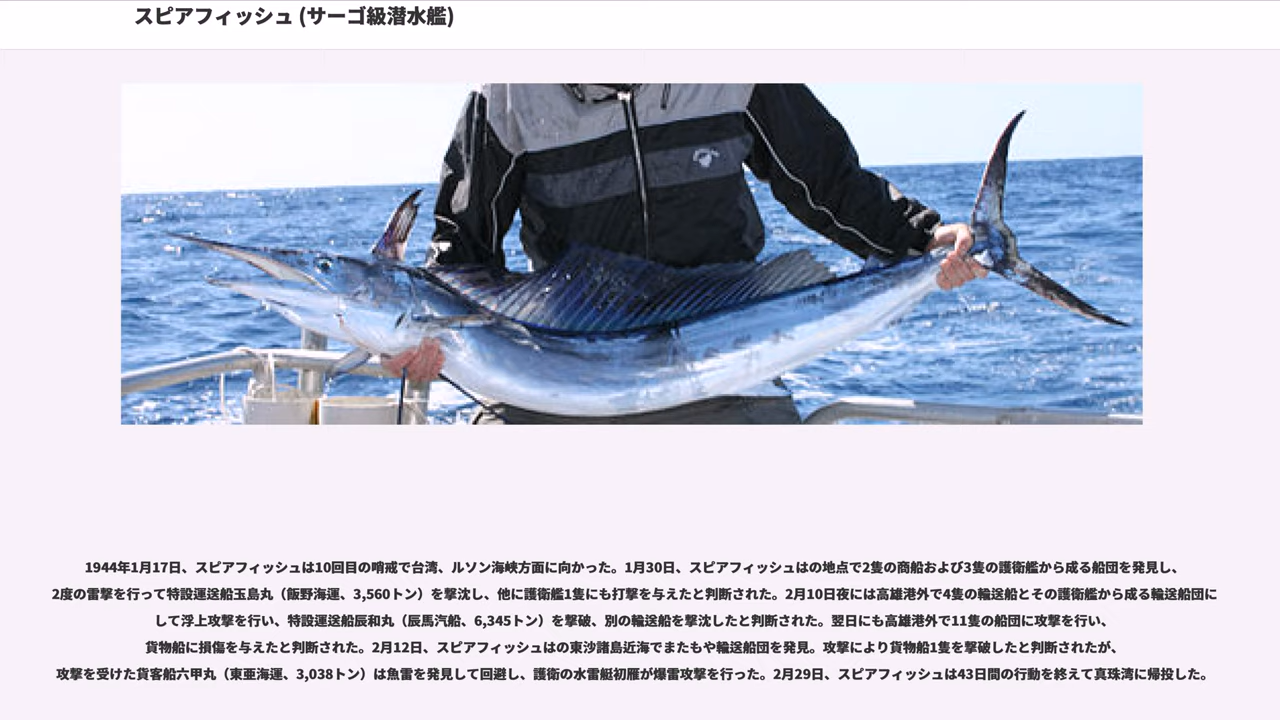 スピアフィッシュ (サーゴ級潜水艦)
1944年1月17日、スピアフィッシュは10回目の哨戒で台湾、ルソン海峡方面に向かった。1月30日、スピアフィッシュはの地点で2隻の商船および3隻の護衛艦から成る船団を発見し、
2度の雷撃を行って特設運送船玉島丸（飯野海運、3,560トン）を撃沈し、他に護衛艦1隻にも打撃を与えたと判断された。2月10日夜には高雄港外で4隻の輸送船とその護衛艦から成る輸送船団に
して浮上攻撃を行い、特設運送船辰和丸（辰馬汽船、6,345トン）を撃破、別の輸送船を撃沈したと判断された。翌日にも高雄港外で11隻の船団に攻撃を行い、
貨物船に損傷を与えたと判断された。2月12日、スピアフィッシュはの東沙諸島近海でまたもや輸送船団を発見。攻撃により貨物船1隻を撃破したと判断されたが、
攻撃を受けた貨客船六甲丸（東亜海運、3,038トン）は魚雷を発見して回避し、護衛の水雷艇初雁が爆雷攻撃を行った。2月29日、スピアフィッシュは43日間の行動を終えて真珠湾に帰投した。